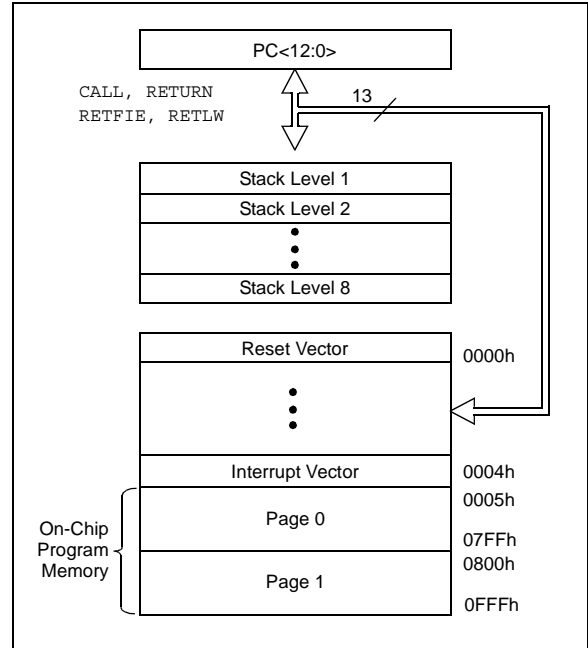 PC<12:0>
CALL, RETURN
RETFIE, RETLW
13
Stack Level 1
Stack Level 2
Stack Level 8
Reset Vector
0000h
Interrupt Vector
0004h
0005h
On-Chip
Program
Memory
Page 0
07FFh
0800h
Page 1
0FFFh